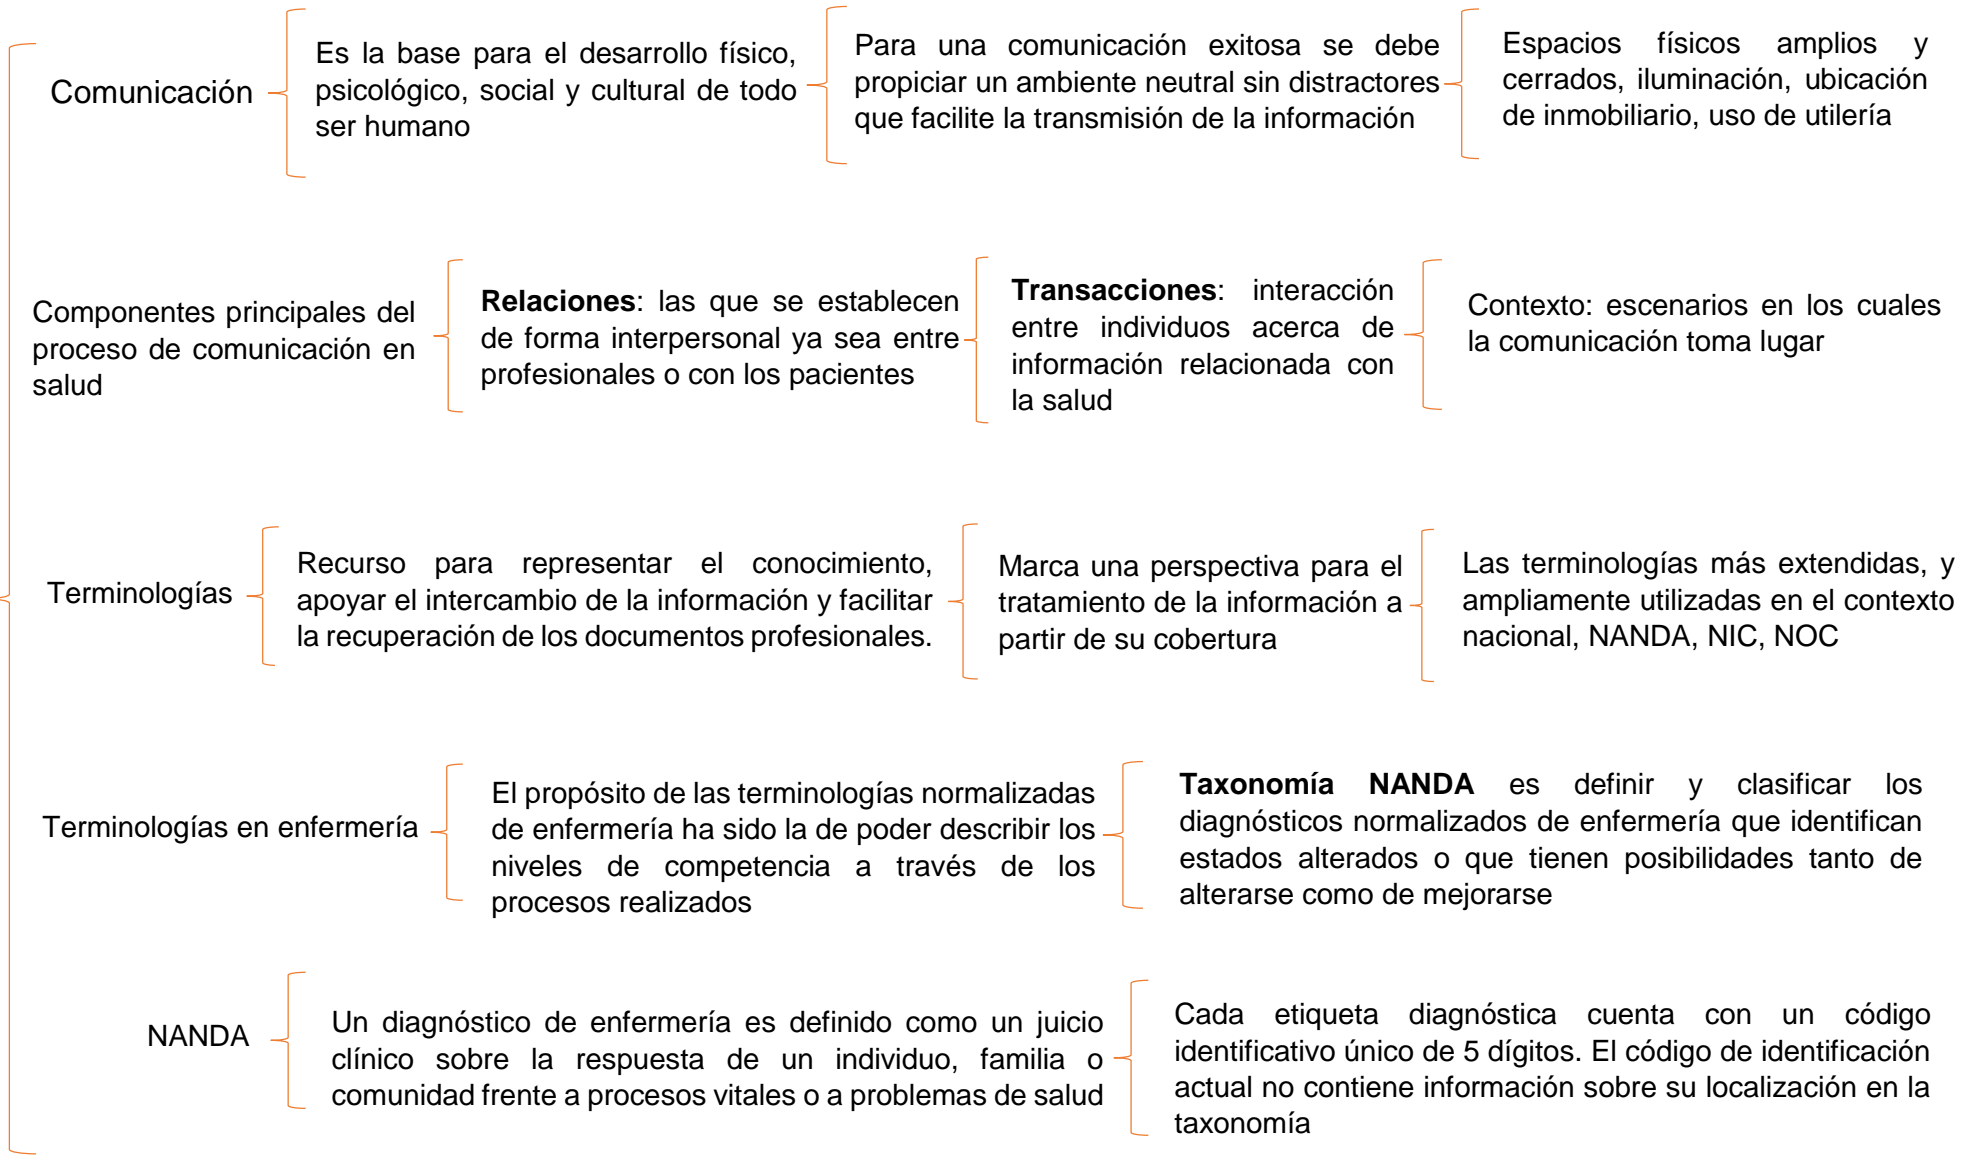 Comunicación
Es la base para el desarrollo físico,
psicológico, social y cultural de todo
ser humano
Para una comunicación exitosa se debe
propiciar un ambiente neutral sin distractores
que facilite la transmisión de la información
Espacios físicos amplios y
cerrados, iluminación, ubicación
de inmobiliario, uso de utilería
Componentes principales del
proceso de comunicación en
salud
Relaciones: las que se establecen
de forma interpersonal ya sea entre
profesionales o con los pacientes
Transacciones: interacción
entre individuos acerca de
información relacionada con
la salud
Contexto: escenarios en los cuales
la comunicación toma lugar
Terminologías
Recurso para representar el conocimiento,
apoyar el intercambio de la información y facilitar
la recuperación de los documentos profesionales.
Marca una perspectiva para el
tratamiento de la información a
partir de su cobertura
Las terminologías más extendidas, y
ampliamente utilizadas en el contexto
nacional, NANDA, NIC, NOC
Terminologías en enfermería
El propósito de las terminologías normalizadas
de enfermería ha sido la de poder describir los
niveles de competencia a través de los
procesos realizados
Taxonomía NANDA es definir y clasificar los
diagnósticos normalizados de enfermería que identifican
estados alterados o que tienen posibilidades tanto de
alterarse como de mejorarse
NANDA
Un diagnóstico de enfermería es definido como un juicio
clínico sobre la respuesta de un individuo, familia o
comunidad frente a procesos vitales o a problemas de salud
Cada etiqueta diagnóstica cuenta con un código
identificativo único de 5 dígitos. El código de identificación
actual no contiene información sobre su localización en la
taxonomía